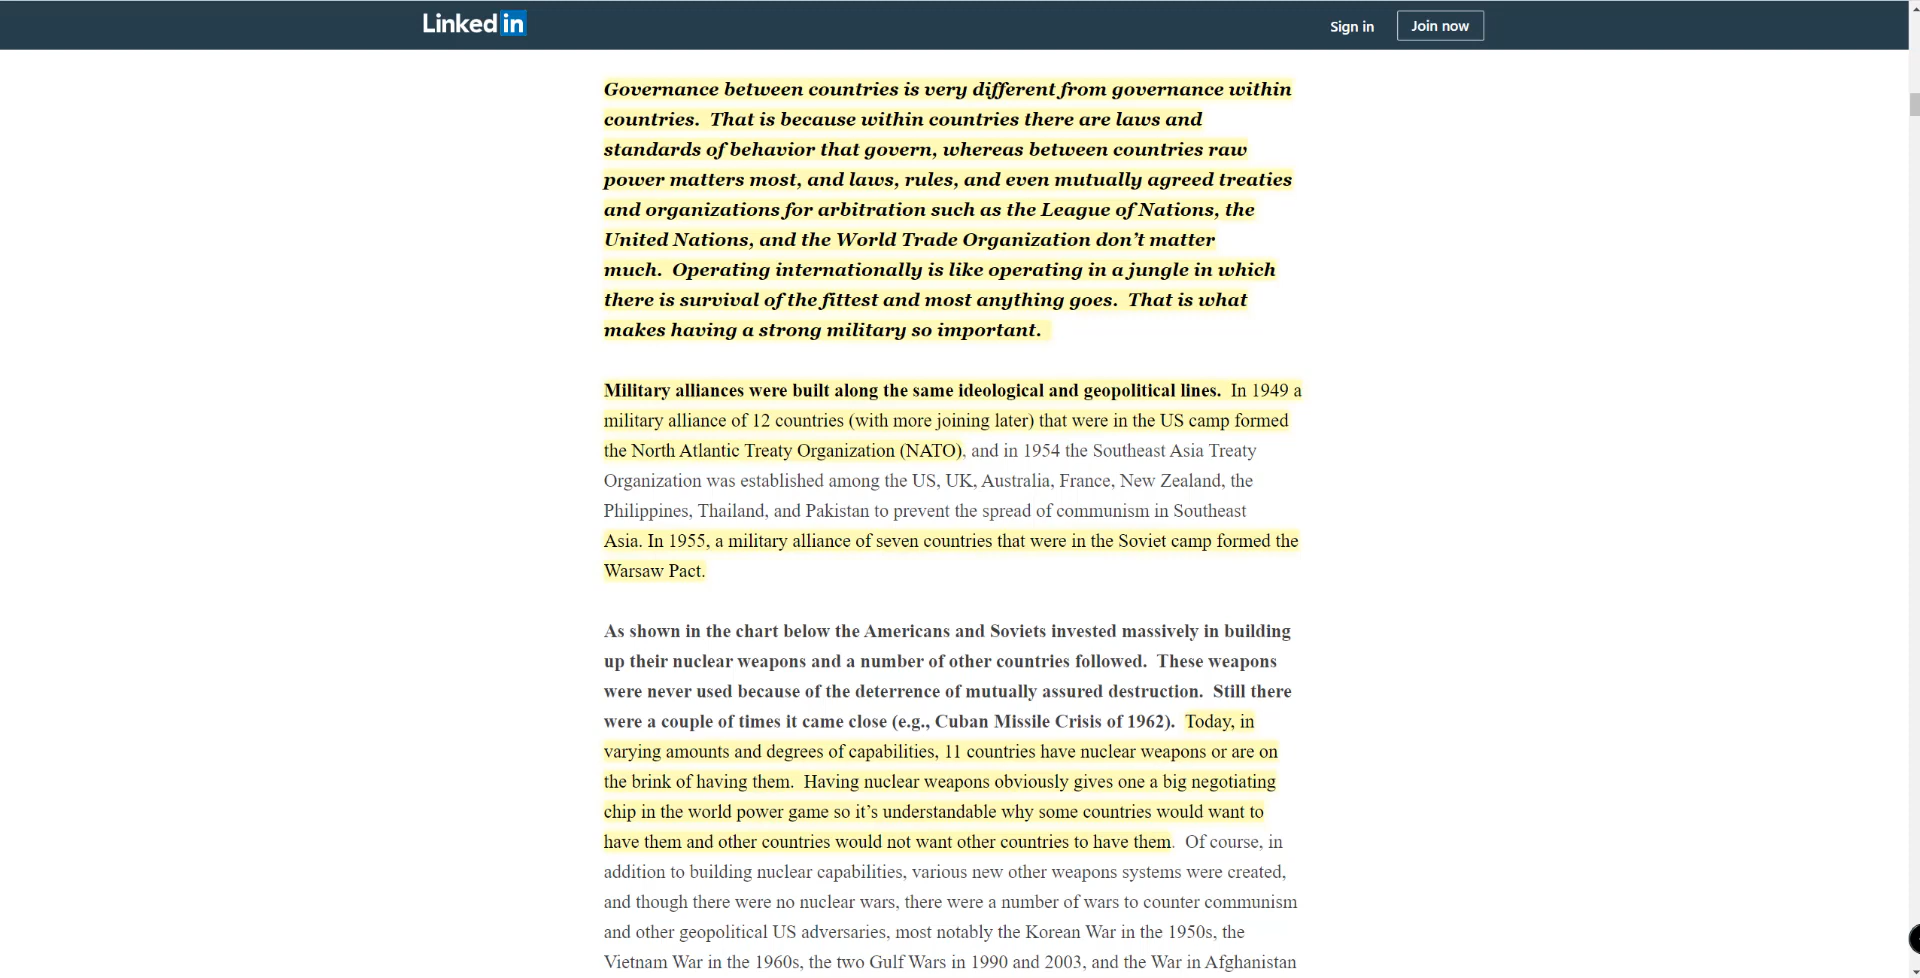 LinkedIn
Sign in
Join now
Governance between countries is very different from governance within
countries.  That is because within countries there are laws and
standards of behavior that govern, whereas between countries raw
power matters most, and laws, rules, and even mutually agreed treaties
and organizations for arbitration such as the League of Nations, the
United Nations, and the World Trade Organization don’t matter
much.  Operating internationally is like operating in a jungle in which
there is survival of the fittest and most anything goes.  That is what
makes having a strong military so important.
Military alliances were built along the same ideological and geopolitical lines.  In 1949 a
military alliance of 12 countries (with more joining later) that were in the US camp formed
the North Atlantic Treaty Organization (NATO), and in 1954 the Southeast Asia Treaty
Organization was established among the US, UK, Australia, France, New Zealand, the
Philippines, Thailand, and Pakistan to prevent the spread of communism in Southeast
Asia. In 1955, a military alliance of seven countries that were in the Soviet camp formed the
Warsaw Pact.
As shown in the chart below the Americans and Soviets invested massively in building
up their nuclear weapons and a number of other countries followed.  These weapons
were never used because of the deterrence of mutually assured destruction.  Still there
were a couple of times it came close (e.g., Cuban Missile Crisis of 1962).  Today, in
varying amounts and degrees of capabilities, 11 countries have nuclear weapons or are on
the brink of having them.  Having nuclear weapons obviously gives one a big negotiating
chip in the world power game so it’s understandable why some countries would want to
have them and other countries would not want other countries to have them.  Of course, in
addition to building nuclear capabilities, various new other weapons systems were created,
and though there were no nuclear wars, there were a number of wars to counter communism
and other geopolitical US adversaries, most notably the Korean War in the 1950s, the
Vietnam War in the 1960s, the two Gulf Wars in 1990 and 2003, and the War in Afghanistan